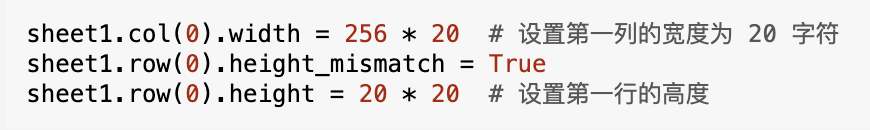 sheet1.col(0).width = 256 * 20  # 设置第一列的宽度为 20 字符
sheet1.row(0).height_mismatch = True
sheet1.row(0).height = 20 * 20  # 设置第一行的高度